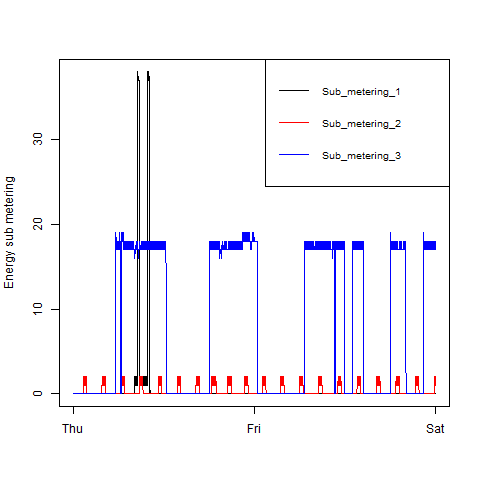 Sub_metering_1
Sub_metering_2
Sub_metering_3
Energy sub metering
30
20
10
0
Thu Fri Sat